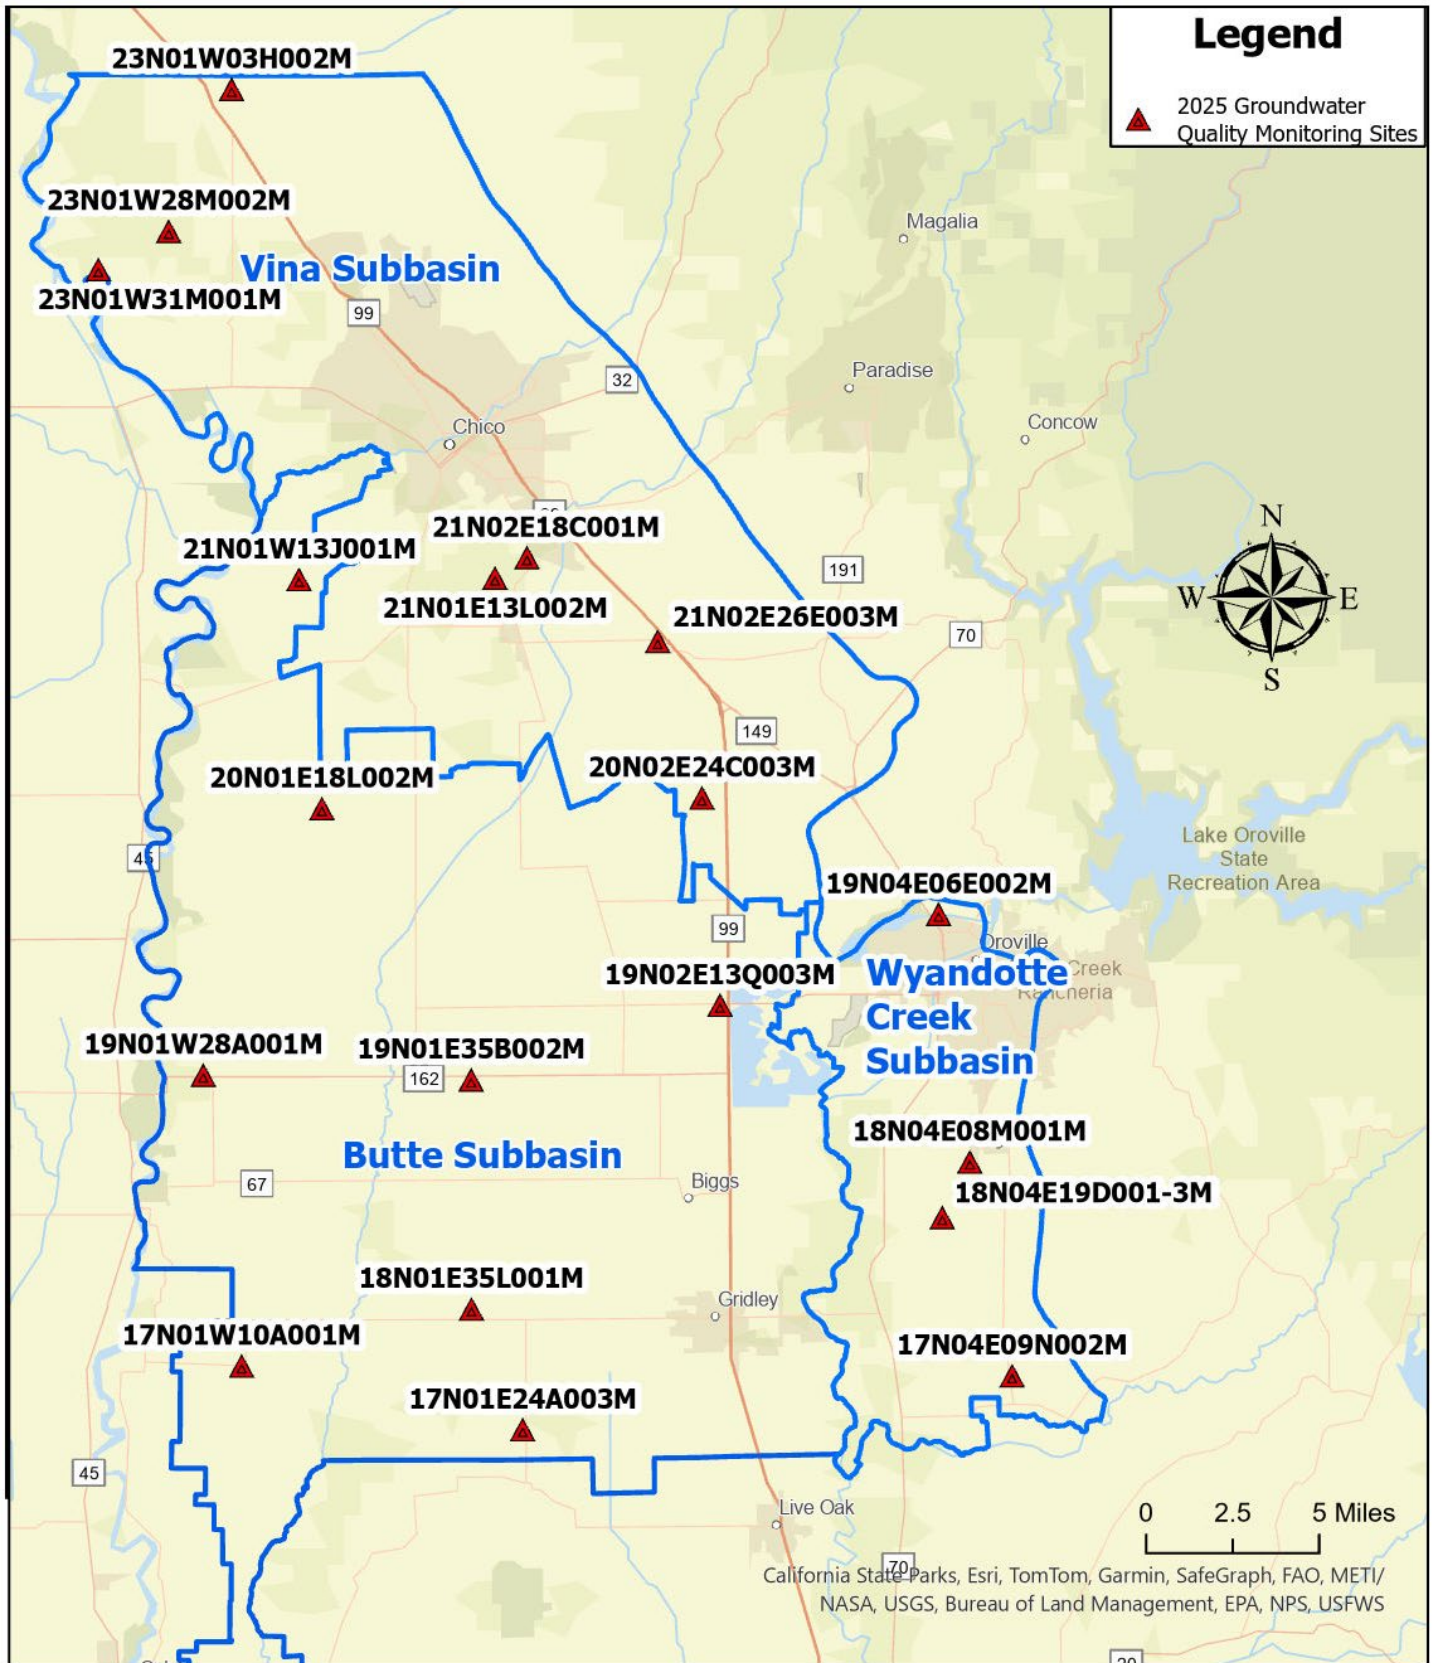 Legend
2025 Groundwater
Quality Monitoring Sites
23N01W03H002M
23N01W28M002M
Magalia
Vina Subbasin
23N01W31M001M
99
Paradise
32
Concow
Chico
N
21N02E18C001M
21N01W13J001M
191
W
E
21N01E13L002M
21N02E26E003M
70
S
149
20N02E24C003M
20N01E18L002M
Lake Oroville
State
Recreation Area
45
19N04E06E002M
99
Oroville
19N02E13Q003M
Wyandotte
Creek
Subbasin
Creek
Rancheria
19N01W28A001M
19N01E35B002M
162
18N04E08M001M
Butte Subbasin
67
Biggs
18N04E19D001-3M
18N01E35L001M
Gridley
17N01W10A001M
17N04E09N002M
17N01E24A003M
45
Live Oak
0 2.5 5 Miles
70
California State Parks, Esri, TomTom, Garmin, SafeGraph, FAO, METI/
NASA, USGS, Bureau of Land Management, EPA, NPS, USFWS